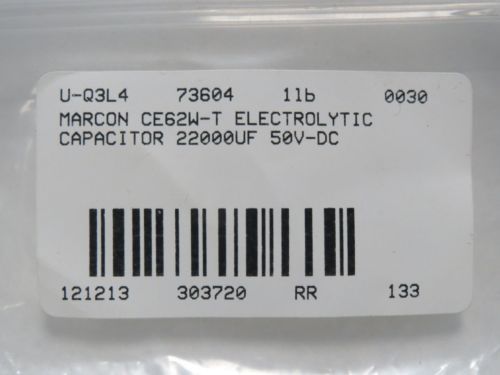 U-Q3L4 73604 1lb 0030
MARCON CE62W-T ELECTROLYTIC
CAPACITOR 22000UF 50V-DC
121213 303720 RR 133